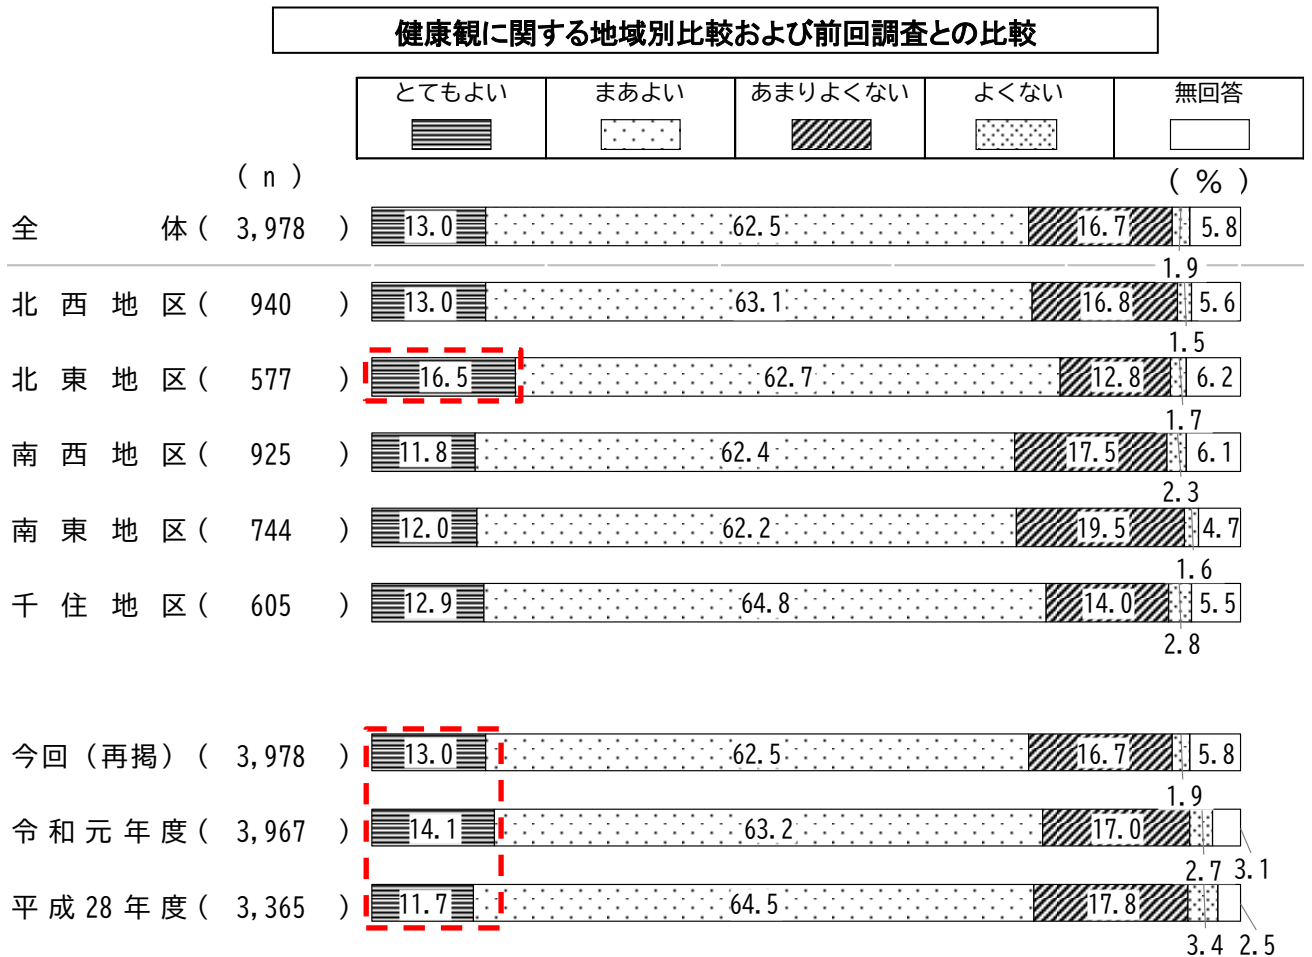 健康観に関する地域別比較および前回調査との比較
とてもよい まあよい あまりよくない よくない 無回答
(n) (%)
全体(3,978) 13.0 62.5 16.7 1.9 5.8
北西地区(940) 13.0 63.1 16.8 1.5 5.6
北東地区(577) 16.5 62.7 12.8 1.7 6.2
南西地区(925) 11.8 62.4 17.5 2.3 6.1
南東地区(744) 12.0 62.2 19.5 1.6 4.7
千住地区(605) 12.9 64.8 14.0 2.8 5.5
今回（再掲）(3,978) 13.0 62.5 16.7 1.9 5.8
令和元年度(3,967) 14.1 63.2 17.0 2.7 3.1
平成28年度(3,365) 11.7 64.5 17.8 3.4 2.5